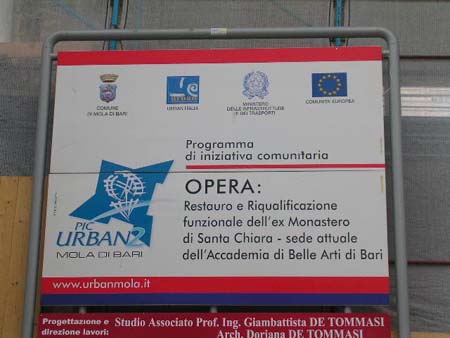 COMUNE
DI MOLA DI BARI
URBAN ITALIA
MINISTERO
DELLE INFRASTRUTTURE
E DEI TRASPORTI
COMUNITÀ EUROPEA
Programma
di iniziativa comunitaria
PIC
URBAN2
MOLA DI BARI
OPERA:
Restauro e Riqualificazione
funzionale dell'ex Monastero
di Santa Chiara - sede attuale
dell'Accademia di Belle Arti di Bari
www.urbanmola.it
Progettazione e
direzione lavori:
Studio Associato Prof. Ing. Giambattista DE TOMMASI
Arch. Doriana DE TOMMASI